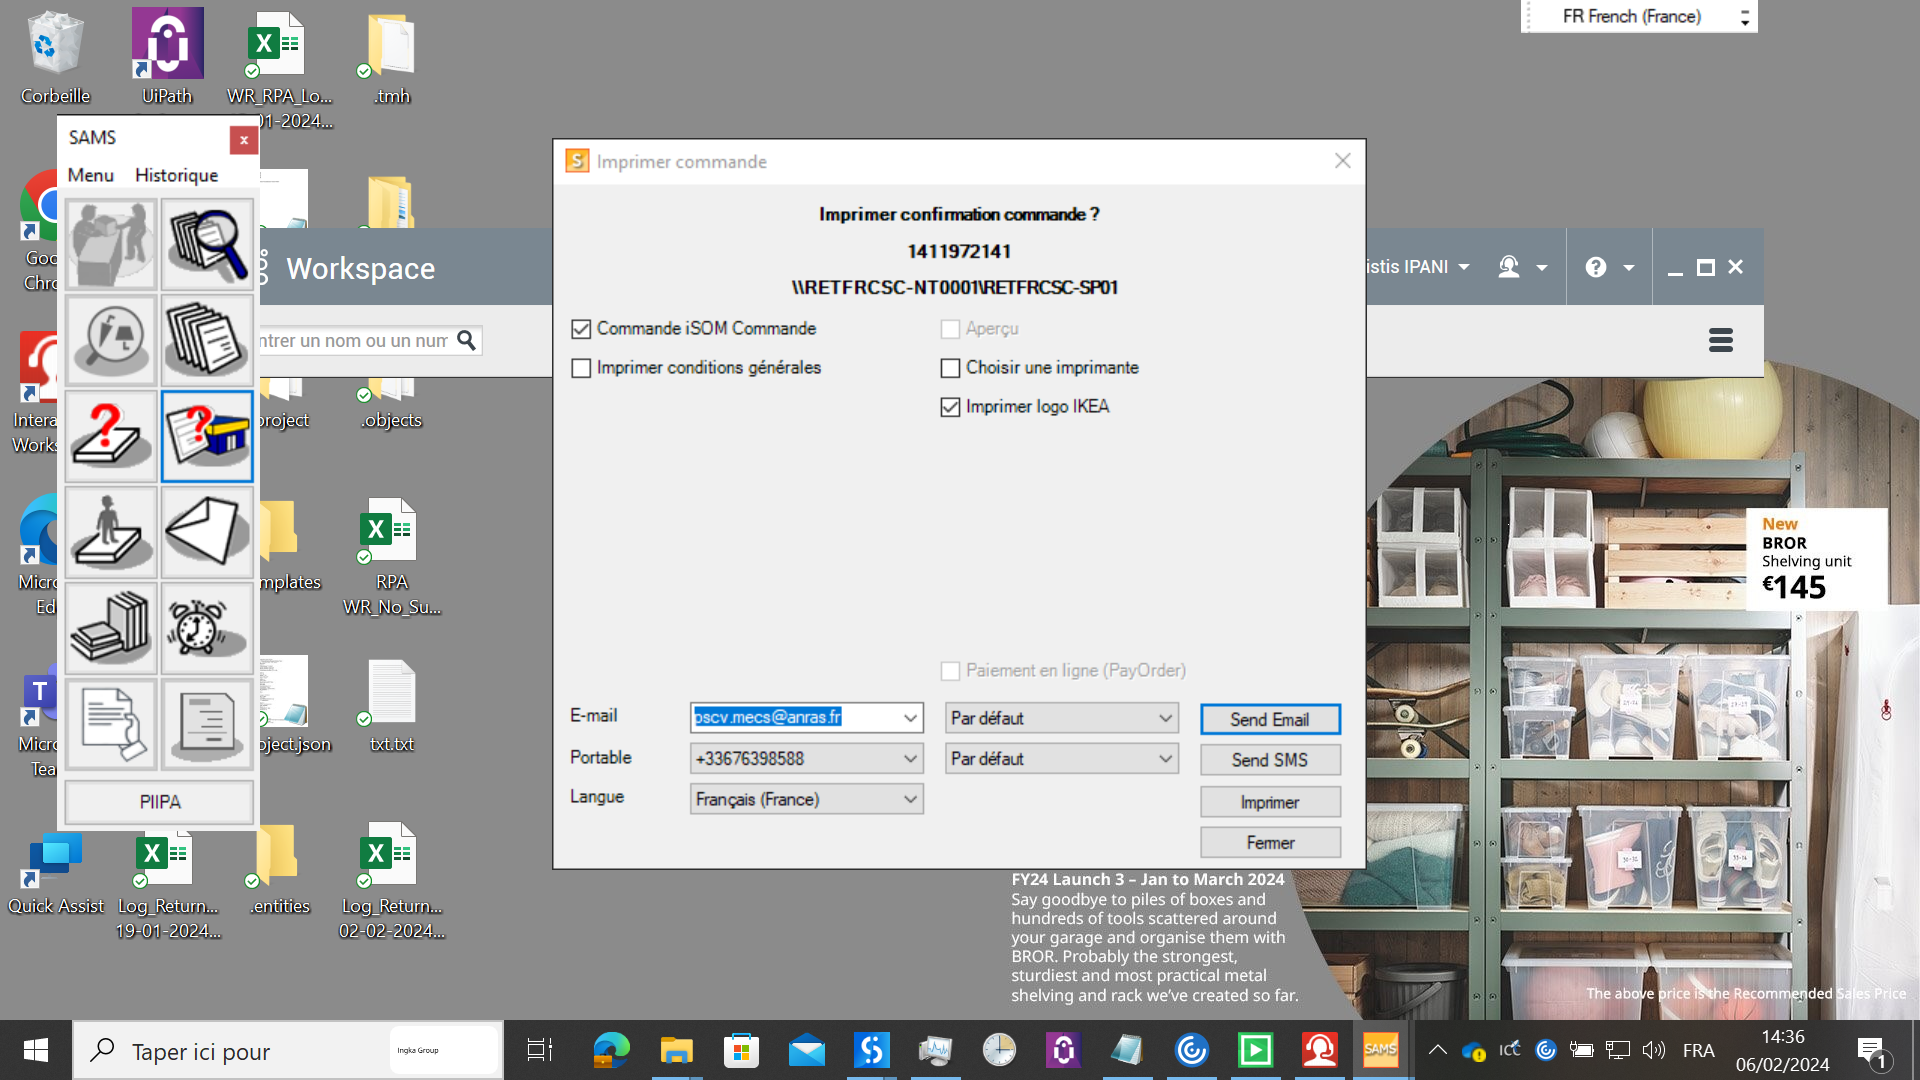 FR French (France)
Corbeille
UiPath
WR_RPA_Lo...
01-2024...
.tmh
SAMS
Menu Historique
PIIPA
Workspace
istis IPANI
ntrer un nom ou un num
Imprimer commande
Imprimer confirmation commande ?
1411972141
\\RETFRCSC-NT0001\RETFRCSC-SP01
Commande iSOM Commande
Aperçu
Imprimer conditions générales
Choisir une imprimante
Imprimer logo IKEA
Paiement en ligne (PayOrder)
E-mail
pscv.mecs@anras.fr
Par défaut
Send Email
Portable
+33676398588
Par défaut
Send SMS
Langue
Français (France)
Imprimer
Fermer
Goo
Chro
Intera
Works
project
.objects
Micro
Ed
mplates
RPA
WR_No_Su...
Micro
Tea
oject.json
txt.txt
Quick Assist
Log_Return...
19-01-2024...
.entities
Log_Return...
02-02-2024...
New
BROR
Shelving unit
€145
FY24 Launch 3 – Jan to March 2024
Say goodbye to piles of boxes and
hundreds of tools scattered around
your garage and organise them with
BROR. Probably the strongest,
sturdiest and most practical metal
shelving and rack we've created so far.
The above price is the Recommended Sales Price
Taper ici pour
Ingka Group
SAMS
ICC
FRA
14:36
06/02/2024
1